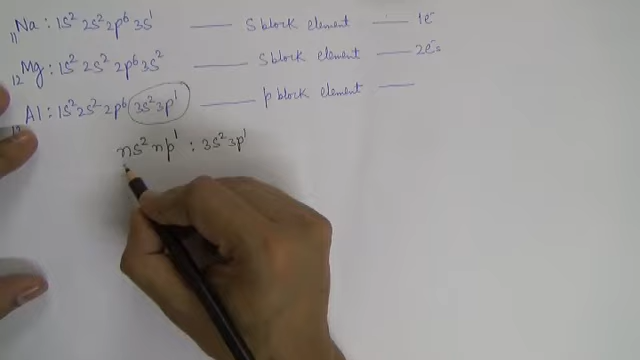 ₁₁Na : 1s² 2s² 2p⁶ 3s¹ —— S block element —— 1e⁻
₁₂Mg : 1s² 2s² 2p⁶ 3s² —— S block element —— 2e⁻s
₁₃Al : 1s² 2s² 2p⁶ 3s² 3p¹ —— p block element ——
ns² np¹ : 3s² 3p¹